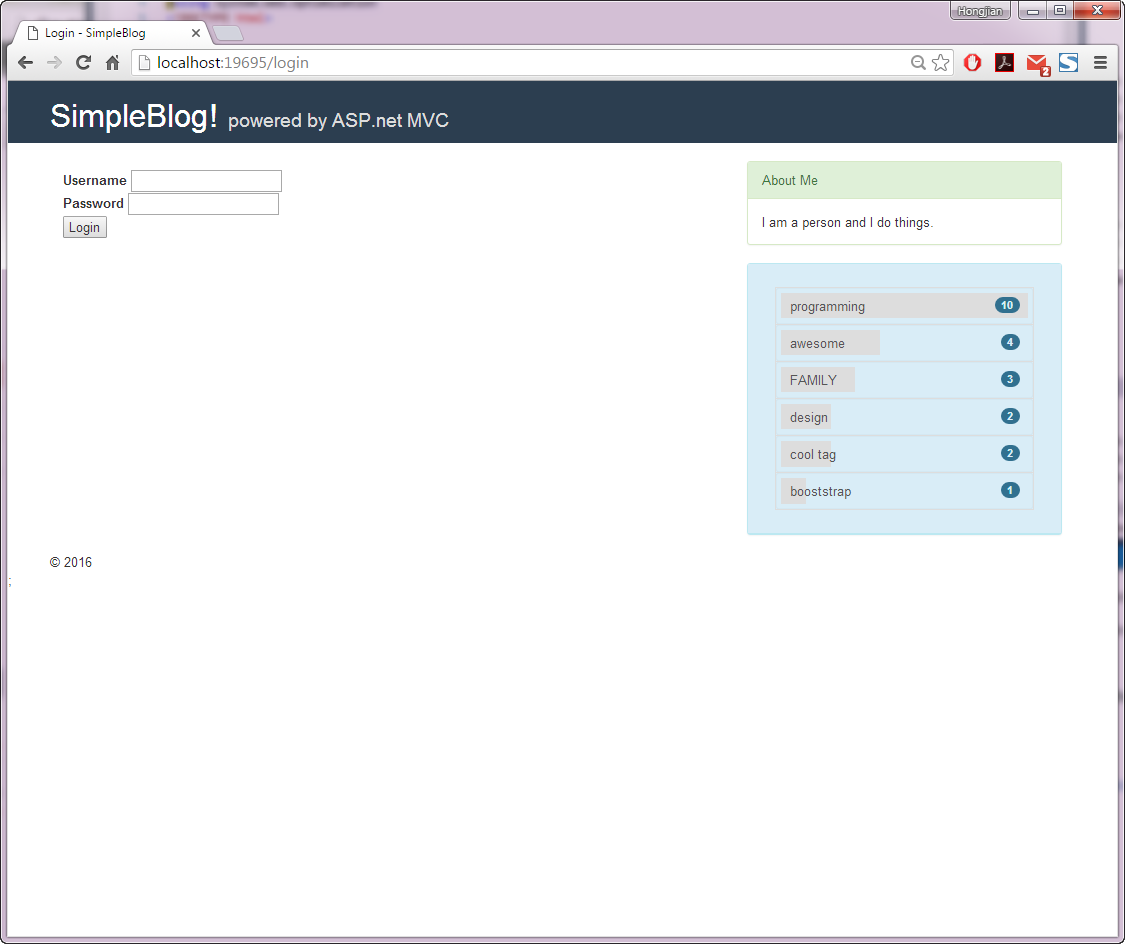 Hongjian
Login - SimpleBlog
localhost:19695/login
2
SimpleBlog! powered by ASP.net MVC
Username
Password
Login
About Me
I am a person and I do things.
programming 10
awesome 4
FAMILY 3
design 2
cool tag 2
booststrap 1
© 2016
;